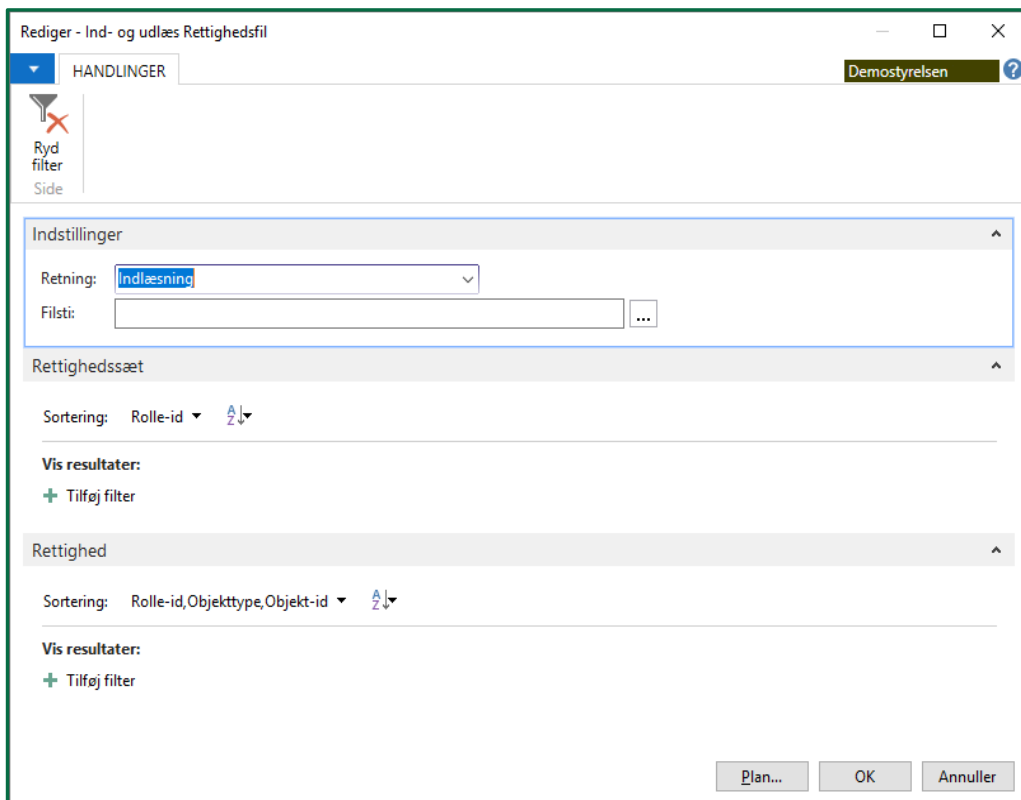 Rediger - Ind- og udlæs Rettighedsfil
HANDLINGER
Demostyrelsen
?
Ryd
filter
Side
Indstillinger
Retning: Indlæsning
Filsti:
...
Rettighedssæt
Sortering: Rolle-id
Vis resultater:
Tilføj filter
Rettighed
Sortering: Rolle-id,Objekttype,Objekt-id
Vis resultater:
Tilføj filter
Plan... OK Annuller